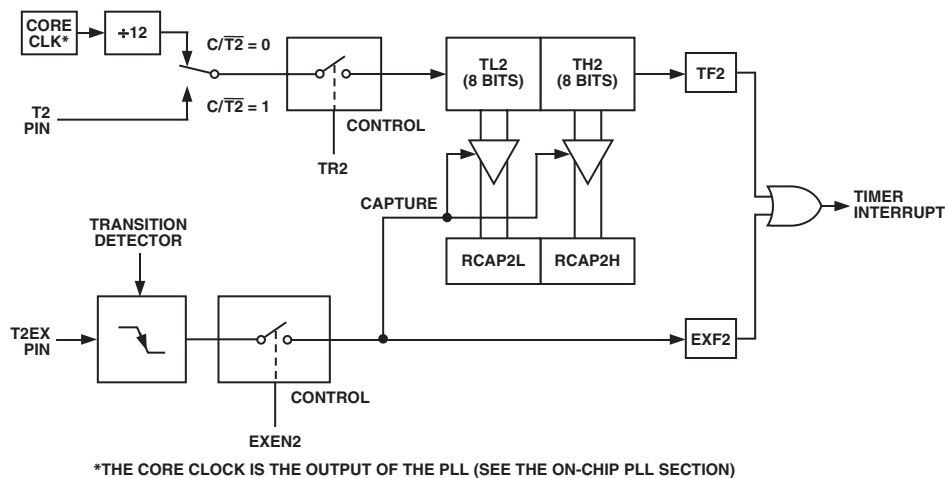 CORE
CLK*
÷12
C/T2̅ = 0
C/T2̅ = 1
T2
PIN
CONTROL
TR2
TL2
(8 BITS)
TH2
(8 BITS)
TF2
CAPTURE
RCAP2L
RCAP2H
TIMER
INTERRUPT
TRANSITION
DETECTOR
T2EX
PIN
CONTROL
EXEN2
EXF2
*THE CORE CLOCK IS THE OUTPUT OF THE PLL (SEE THE ON-CHIP PLL SECTION)